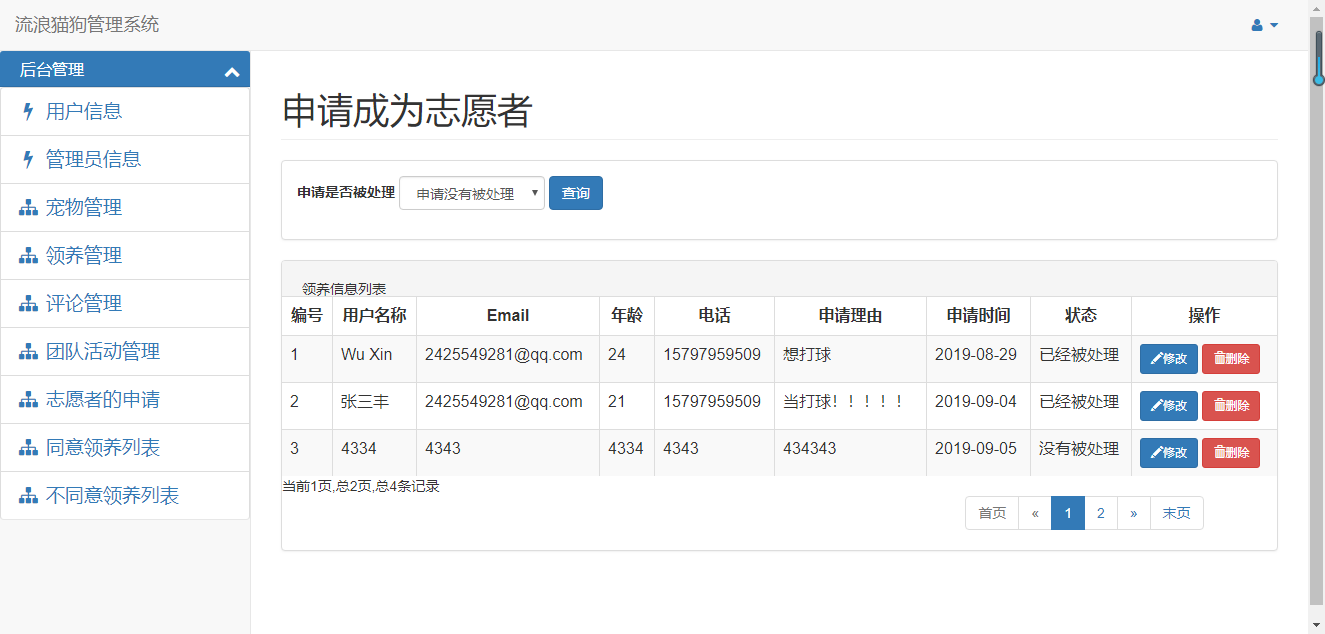 流浪猫狗管理系统
后台管理
用户信息
管理员信息
宠物管理
领养管理
评论管理
团队活动管理
志愿者的申请
同意领养列表
不同意领养列表
申请成为志愿者
申请是否被处理 申请没有被处理 查询
领养信息列表
编号 用户名称 Email 年龄 电话 申请理由 申请时间 状态 操作
1 Wu Xin 2425549281@qq.com 24 15797959509 想打球 2019-08-29 已经被处理 修改 删除
2 张三丰 2425549281@qq.com 21 15797959509 当打球！！！！！ 2019-09-04 已经被处理 修改 删除
3 4334 4343 4334 4343 434343 2019-09-05 没有被处理 修改 删除
当前1页,总2页,总4条记录
首页 « 1 2 » 末页